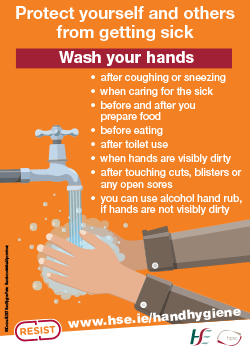 Protect yourself and others
from getting sick
Wash your hands
• after coughing or sneezing
• when caring for the sick
• before and after you
prepare food
• before eating
• after toilet use
• when hands are visibly dirty
• after touching cuts, blisters or
any open sores
• you can use alcohol hand rub,
if hands are not visibly dirty
www.hse.ie/handhygiene
RESIST
hpsc